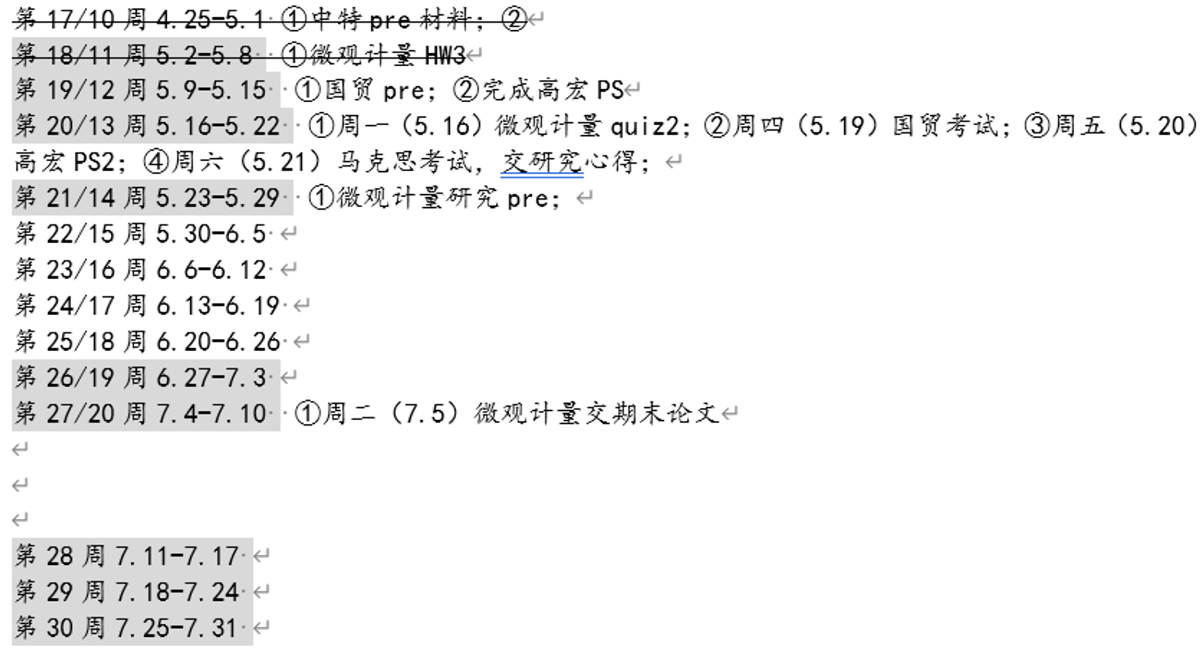 第 17/10 周 4.25-5.1 ①中特 pre 材料；②
第 18/11 周 5.2-5.8 ①微观计量 HW3
第 19/12 周 5.9-5.15 ①国贸 pre；②完成高宏 PS
第 20/13 周 5.16-5.22 ①周一（5.16）微观计量 quiz2；②周四（5.19）国贸考试；③周五（5.20）
高宏 PS2；④周六（5.21）马克思考试，交研究心得；
第 21/14 周 5.23-5.29 ①微观计量研究 pre；
第 22/15 周 5.30-6.5
第 23/16 周 6.6-6.12
第 24/17 周 6.13-6.19
第 25/18 周 6.20-6.26
第 26/19 周 6.27-7.3
第 27/20 周 7.4-7.10 ①周二（7.5）微观计量交期末论文
第 28 周 7.11-7.17
第 29 周 7.18-7.24
第 30 周 7.25-7.31